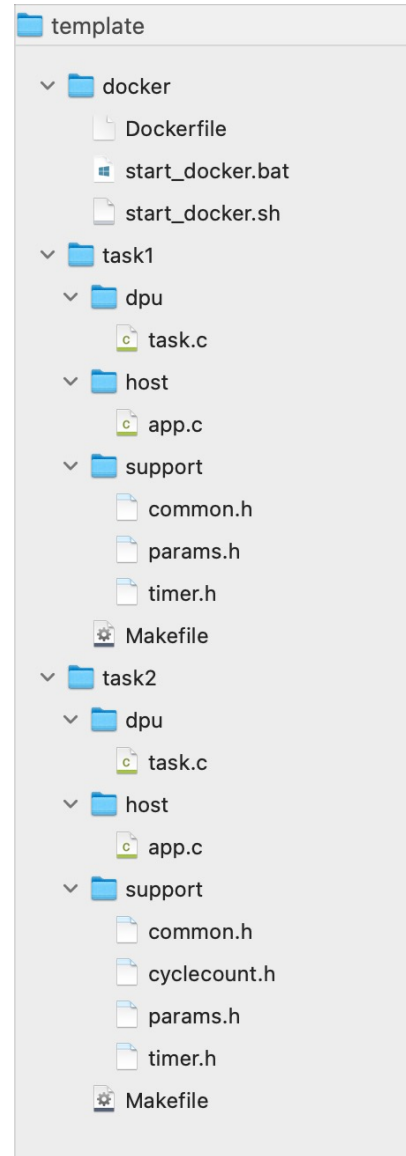 template
docker
Dockerfile
start_docker.bat
start_docker.sh
task1
dpu
task.c
host
app.c
support
common.h
params.h
timer.h
Makefile
task2
dpu
task.c
host
app.c
support
common.h
cyclecount.h
params.h
timer.h
Makefile